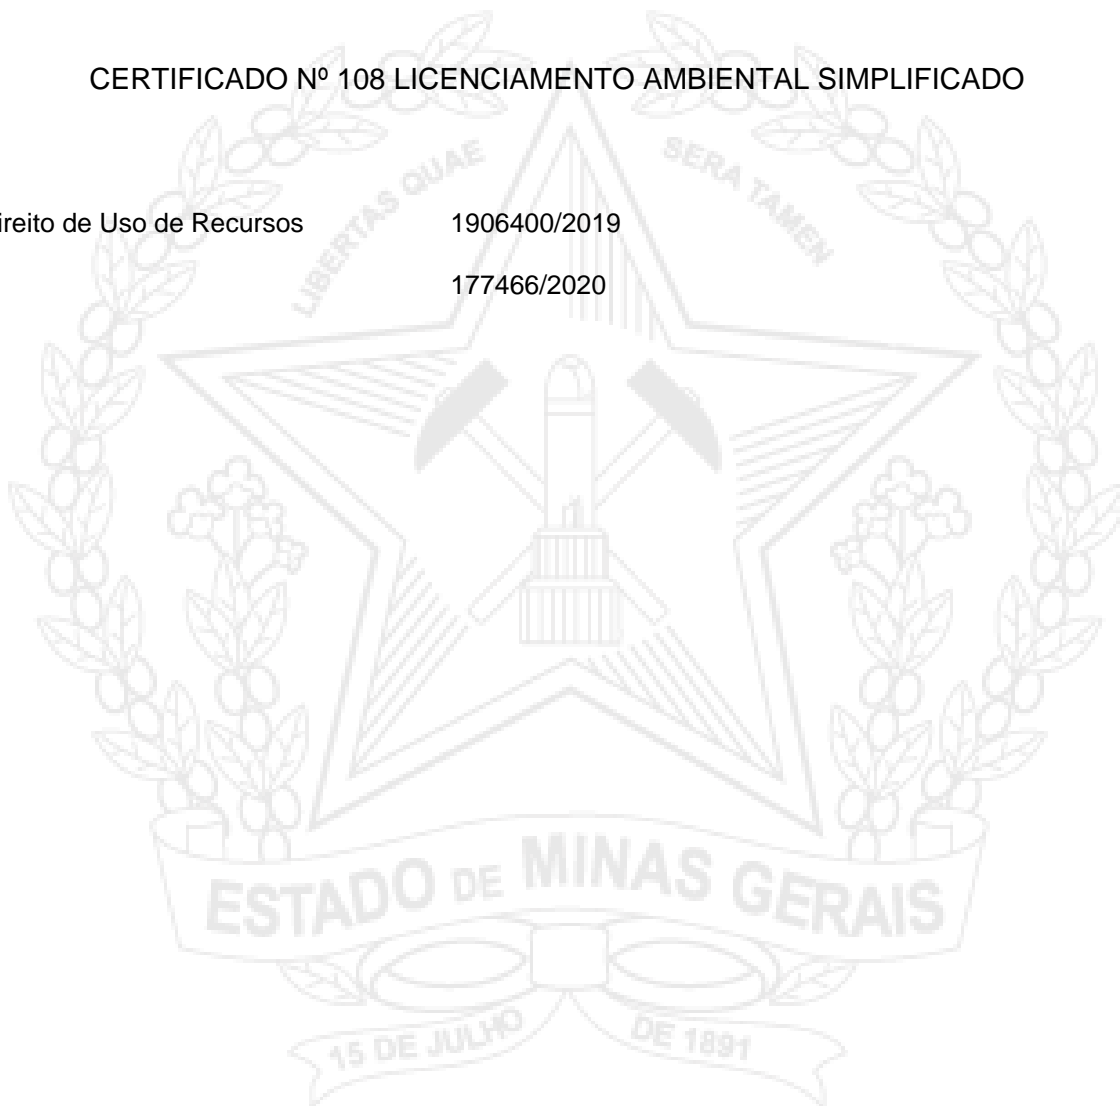 CERTIFICADO Nº 108 LICENCIAMENTO AMBIENTAL SIMPLIFICADO
LIBERTAS QUAE SERA TAMEN
ireito de Uso de Recursos 1906400/2019
177466/2020
ESTADO DE MINAS GERAIS
15 DE JULHO DE 1891